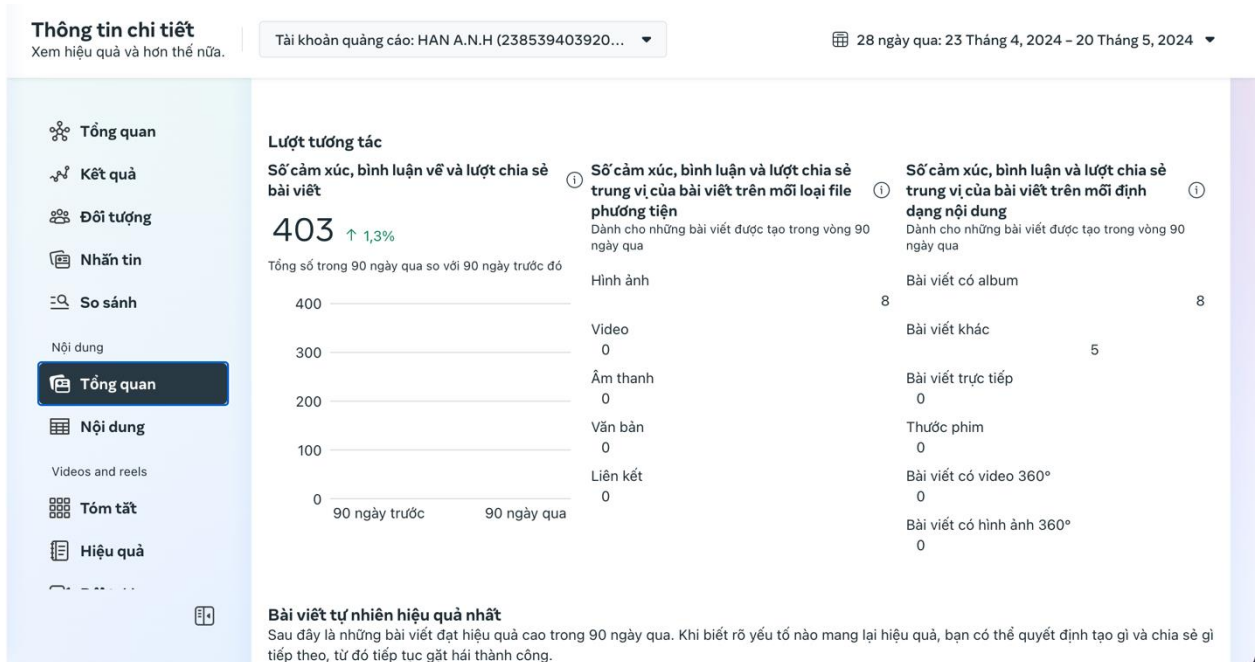 Thông tin chi tiết
Xem hiệu quả và hơn thế nữa.
Tài khoản quảng cáo: HAN A.N.H (238539403920...
28 ngày qua: 23 Tháng 4, 2024 – 20 Tháng 5, 2024
Tổng quan
Kết quả
Đối tượng
Nhắn tin
So sánh
Nội dung
Tổng quan
Nội dung
Videos and reels
Tóm tắt
Hiệu quả
Lượt tương tác
Số cảm xúc, bình luận về và lượt chia sẻ
bài viết
403 ↑ 1,3%
Tổng số trong 90 ngày qua so với 90 ngày trước đó
400
300
200
100
0
90 ngày trước 90 ngày qua
Số cảm xúc, bình luận và lượt chia sẻ
trung vị của bài viết trên mỗi loại file
phương tiện
Dành cho những bài viết được tạo trong vòng 90
ngày qua
Hình ảnh
8
Video
0
Âm thanh
0
Văn bản
0
Liên kết
0
Số cảm xúc, bình luận và lượt chia sẻ
trung vị của bài viết trên mỗi định
dạng nội dung
Dành cho những bài viết được tạo trong vòng 90
ngày qua
Bài viết có album
8
Bài viết khác
5
Bài viết trực tiếp
0
Thước phim
0
Bài viết có video 360°
0
Bài viết có hình ảnh 360°
0
Bài viết tự nhiên hiệu quả nhất
Sau đây là những bài viết đạt hiệu quả cao trong 90 ngày qua. Khi biết rõ yếu tố nào mang lại hiệu quả, bạn có thể quyết định tạo gì và chia sẻ gì
tiếp theo, từ đó tiếp tục gặt hái thành công.